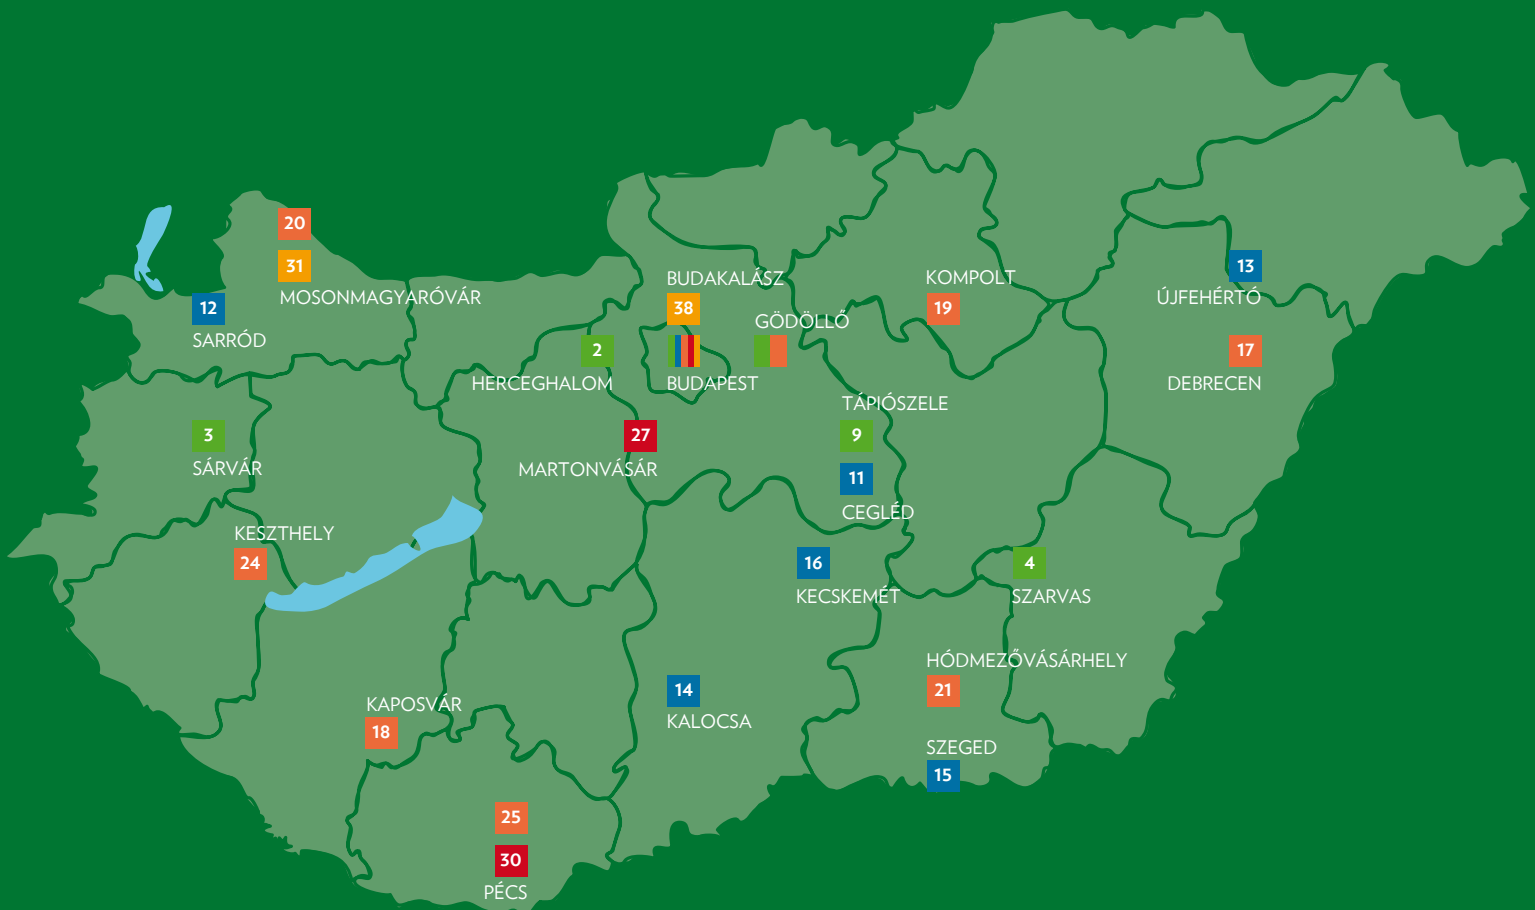 20
31
MOSONMAGYARÓVÁR
12
SARRÓD
BUDAKALÁSZ
38
GÖDÖLLŐ
BUDAPEST
2
HERCEGHALOM
KOMPOLT
19
13
ÚJFEHÉRTÓ
17
DEBRECEN
3
SÁRVÁR
27
MARTONVÁSÁR
TÁPIÓSZELE
9
11
CEGLÉD
KESZTHELY
24
16
KECSKEMÉT
4
SZARVAS
HÓDMEZŐVÁSÁRHELY
21
KAPOSVÁR
18
14
KALOCSA
SZEGED
15
25
30
PÉCS